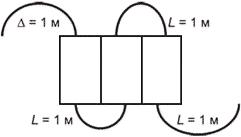 Δ = 1 м
L = 1 м
L = 1 м
L = 1 м